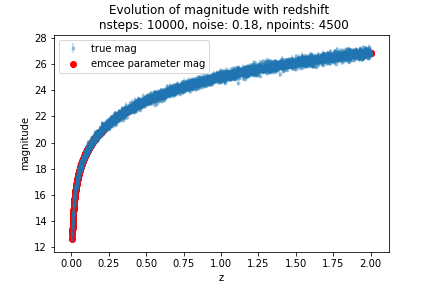 Evolution of magnitude with redshift
nsteps: 10000, noise: 0.18, npoints: 4500
true mag
emcee parameter mag
magnitude
28
26
24
22
20
18
16
14
12
0.00 0.25 0.50 0.75 1.00 1.25 1.50 1.75 2.00
z